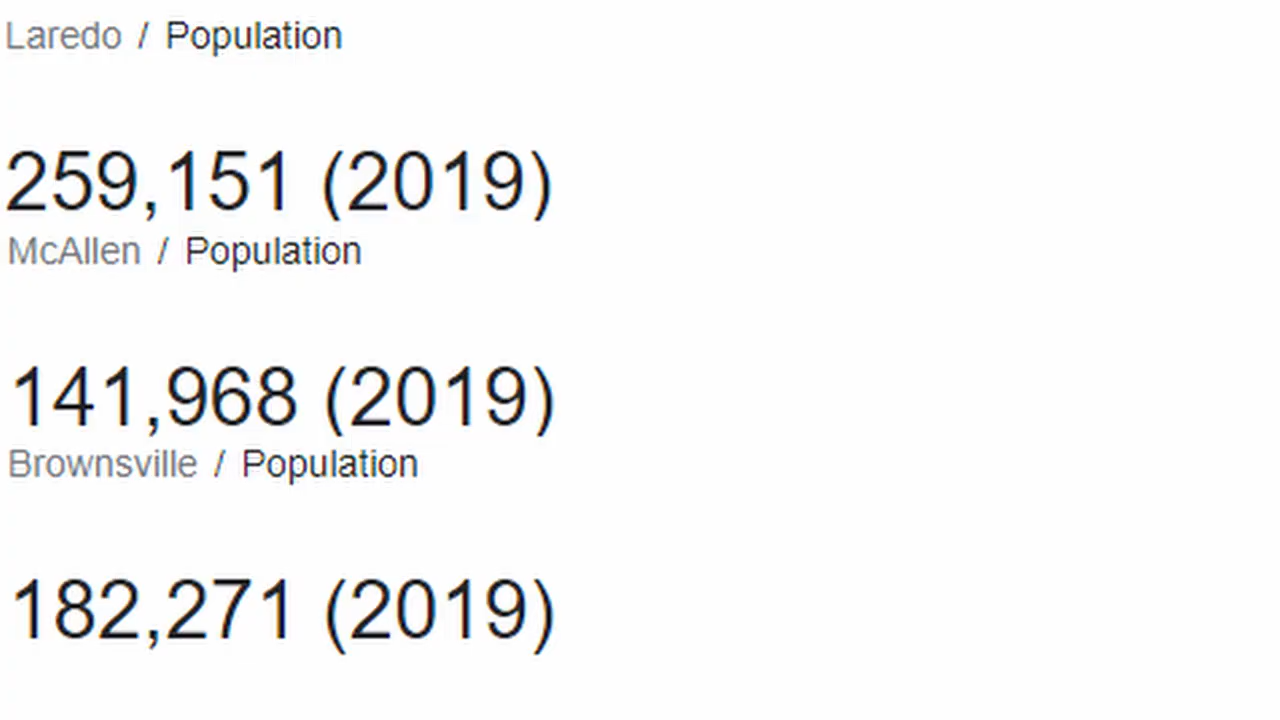 Laredo / Population
259,151 (2019)
McAllen / Population
141,968 (2019)
Brownsville / Population
182,271 (2019)